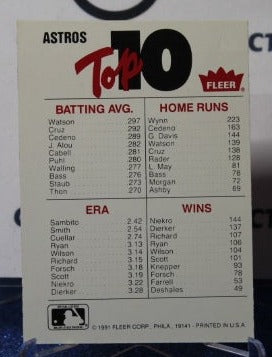 ASTROS
Top 10
FLEER
BATTING AVG.
Watson .297
Cruz .292
Cedeno .289
J. Alou .282
Cabell .281
Puhl .280
Walling .277
Bass .276
Staub .273
Thon .270
HOME RUNS
Wynn 223
Cedeno 163
G. Davis 144
Watson 139
Cruz 138
Rader 128
L. May 81
Bass 78
Morgan 72
Ashby 69
ERA
Sambito 2.42
Smith 2.54
Cuellar 2.74
Ryan 3.13
Wilson 3.14
Richard 3.15
Ryan 3.15
Forsch 3.18
Scott 3.19
Niekro 3.22
Dierker 3.28
WINS
Niekro 144
Dierker 137
Richard 107
Ryan 106
Wilson 104
Scott 101
Knepper 93
Forsch 78
Farrell 53
Deshaies 49
© 1991 FLEER CORP., PHILA., 19141 - PRINTED IN U.S.A.